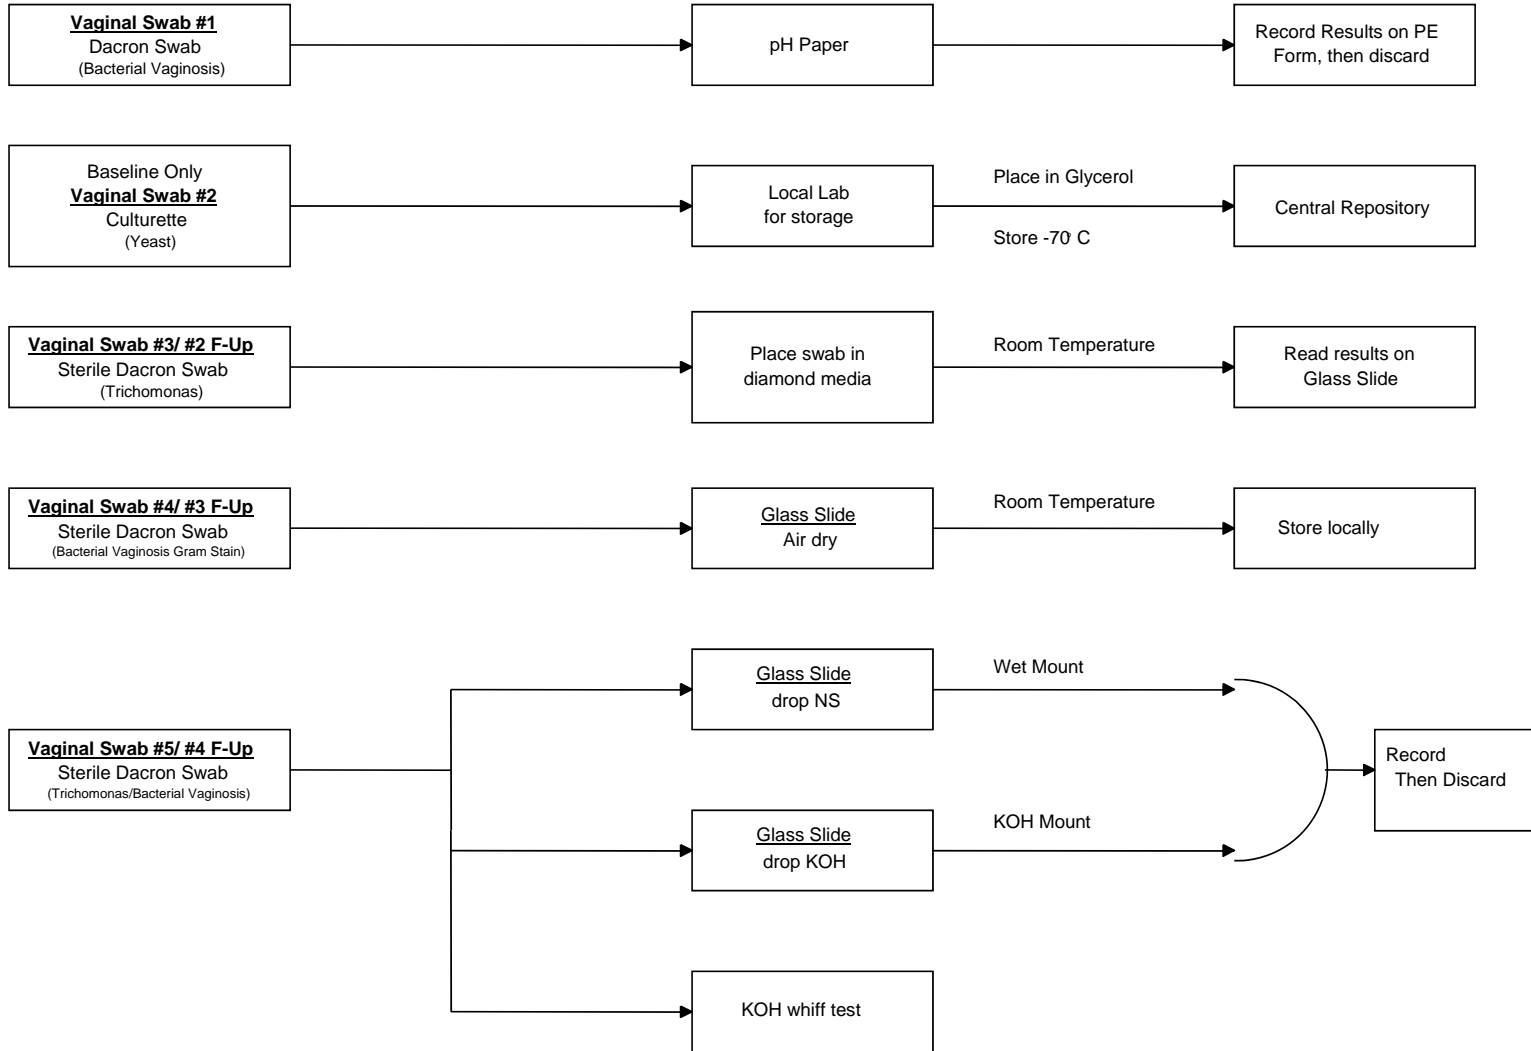 Vaginal Swab #1
Dacron Swab
(Bacterial Vaginosis)
pH Paper
Record Results on PE
Form, then discard
Baseline Only
Vaginal Swab #2
Culturette
(Yeast)
Local Lab
for storage
Place in Glycerol
Store -70° C
Central Repository
Vaginal Swab #3/ #2 F-Up
Sterile Dacron Swab
(Trichomonas)
Place swab in
diamond media
Room Temperature
Read results on
Glass Slide
Vaginal Swab #4/ #3 F-Up
Sterile Dacron Swab
(Bacterial Vaginosis Gram Stain)
Glass Slide
Air dry
Room Temperature
Store locally
Vaginal Swab #5/ #4 F-Up
Sterile Dacron Swab
(Trichomonas/Bacterial Vaginosis)
Glass Slide
drop NS
Wet Mount
Glass Slide
drop KOH
KOH Mount
Record
Then Discard
KOH whiff test